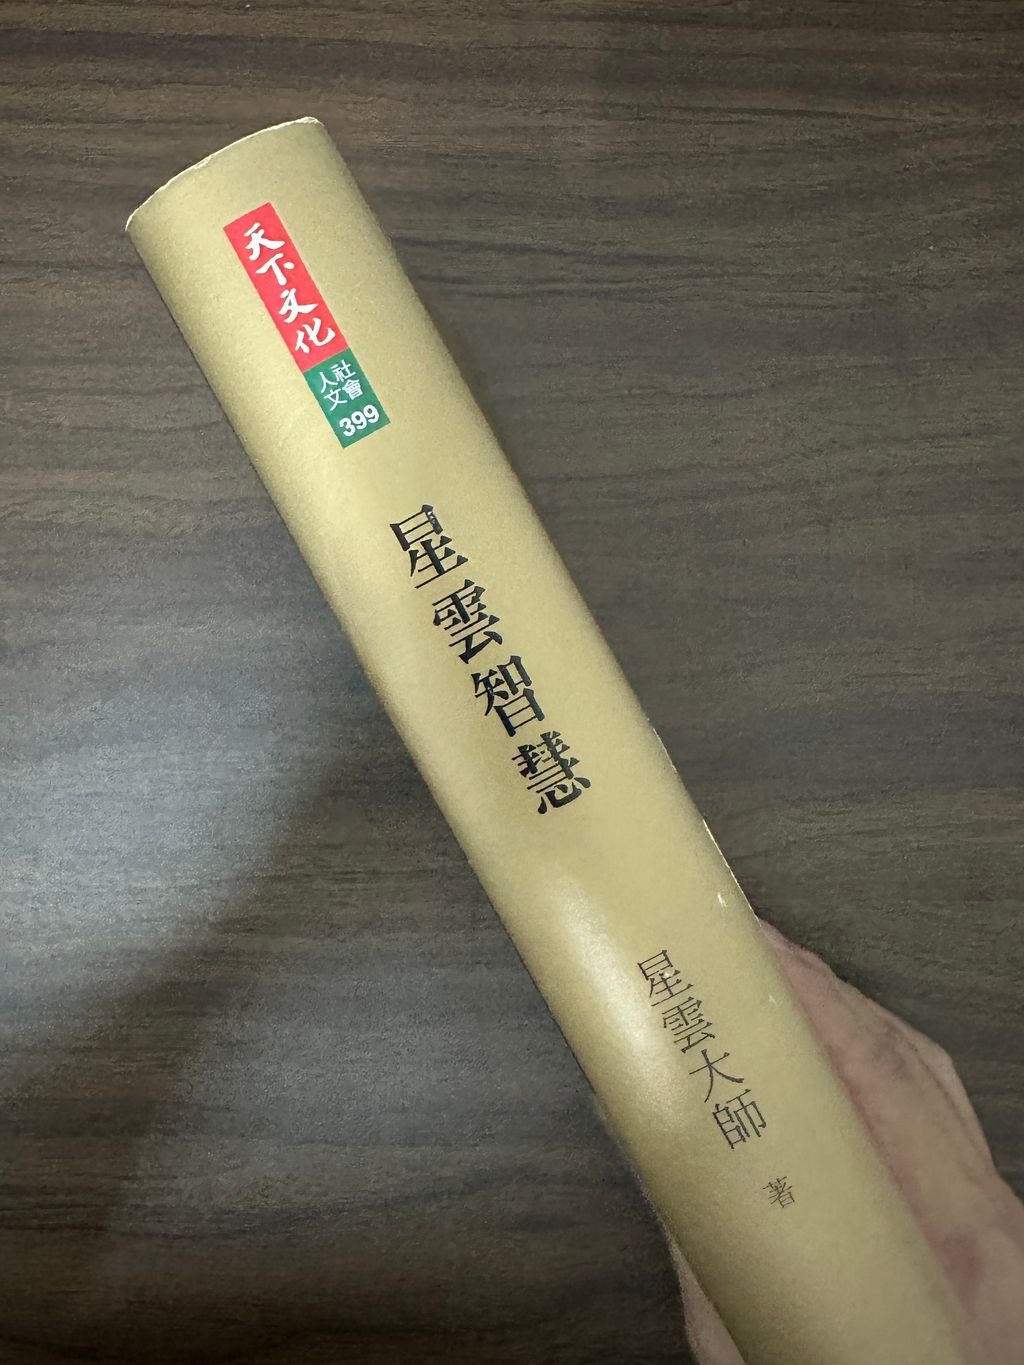 天下文化
社會
人文
399
星雲智慧
星雲大師 著